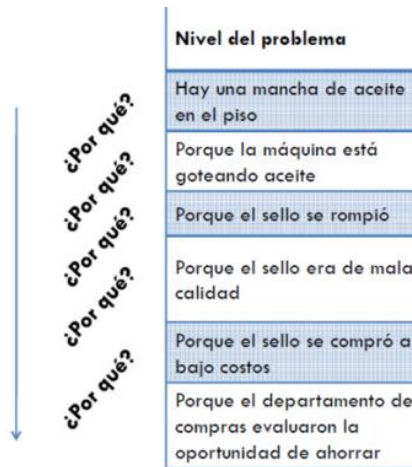 Nivel del problema
Hay una mancha de aceite
en el piso
¿Por qué?
Porque la máquina está
goteando aceite
¿Por qué?
Porque el sello se rompió
¿Por qué?
Porque el sello era de mala
calidad
¿Por qué?
Porque el sello se compró a
bajo costos
¿Por qué?
Porque el departamento de
compras evaluaron la
oportunidad de ahorrar